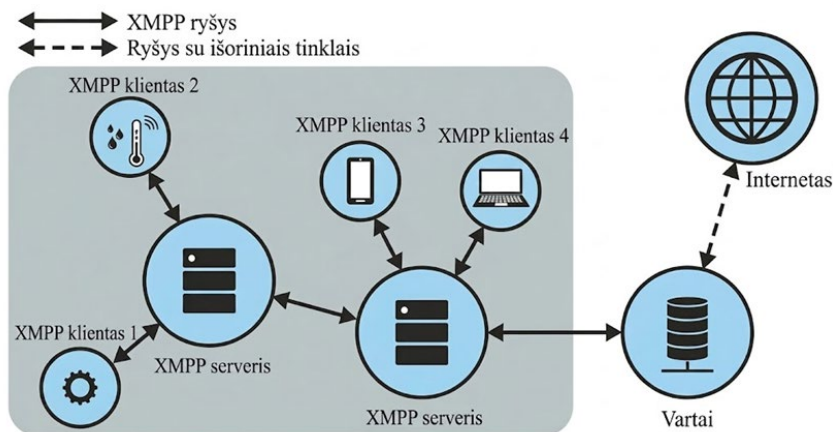 XMPP ryšys
Ryšys su išoriniais tinklais
XMPP klientas 2
XMPP klientas 3
XMPP klientas 4
Internetas
XMPP klientas 1
XMPP serveris
XMPP serveris
Vartai